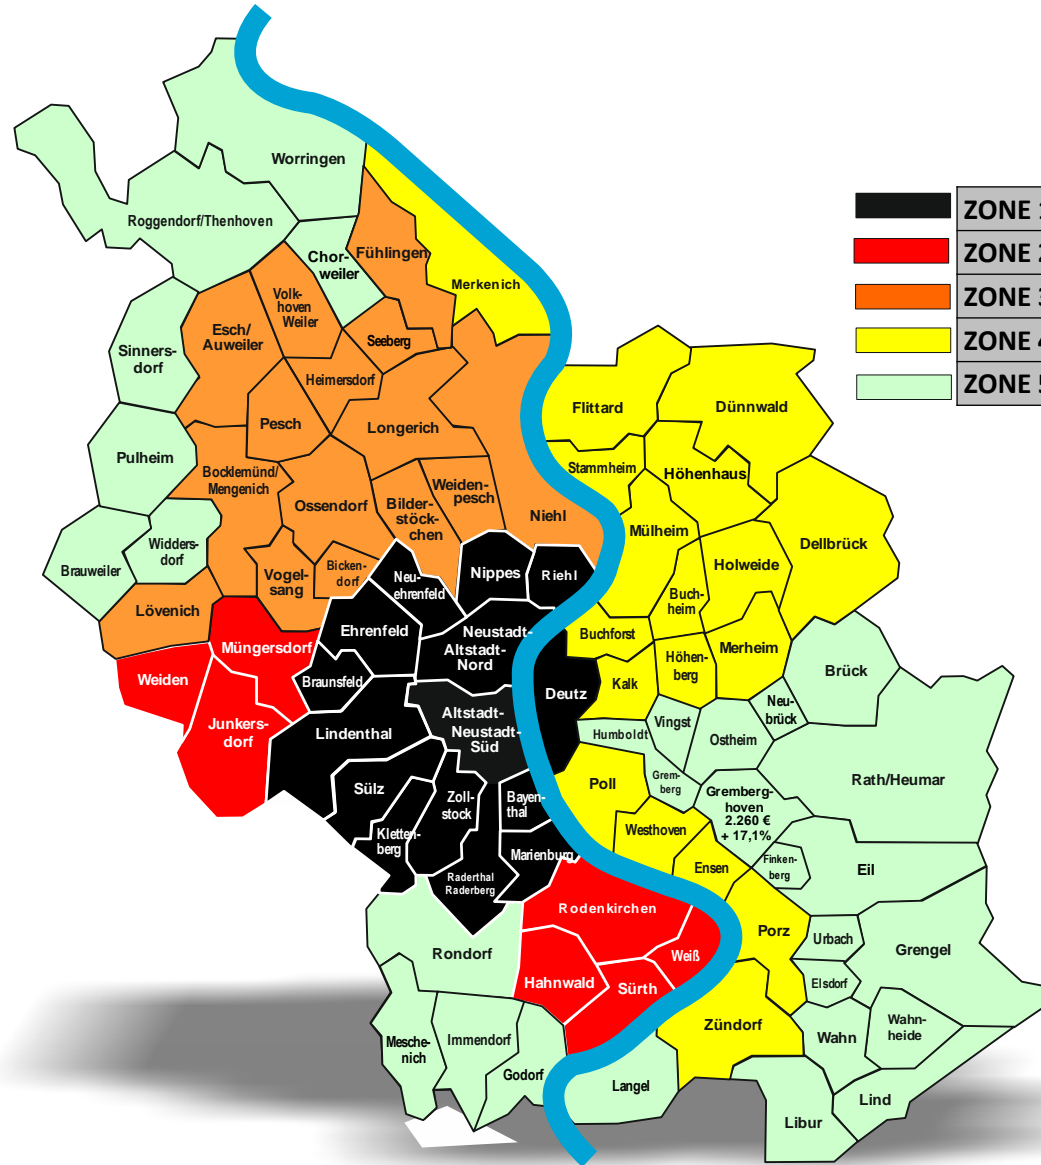 Worringen
Roggendorf/Thenhoven
Chor-
weiler
Fühlingen
Merkenich
Volk-
hoven
Weiler
Esch/
Auweiler
Seeberg
Sinners-
dorf
Heimersdorf
Pesch
Longerich
Pulheim
Bocklemünd/
Mengenich
Ossendorf
Weiden-
pesch
Bilder-
stöck-
chen
Niehl
Widders-
dorf
Brauweiler
Vogel-
sang
Bicken-
dorf
Lövenich
Neu-
ehrenfeld
Nippes
Riehl
Ehrenfeld
Neustadt-
Altstadt-
Nord
Müngersdorf
Weiden
Braunsfeld
Junkers-
dorf
Lindenthal
Altstadt-
Neustadt-
Süd
Deutz
Sülz
Zoll-
stock
Bayen-
thal
Kletten-
berg
Marienburg
Raderthal
Raderberg
Rodenkirchen
Rondorf
Hahnwald
Weiß
Sürth
Mesche-
nich
Immendorf
Godorf
ZONE 1
ZONE 2
ZONE 3
ZONE 4
ZONE 5
Flittard
Dünnwald
Stammheim
Höhenhaus
Mülheim
Dellbrück
Holweide
Buch-
heim
Buchforst
Höhen-
berg
Merheim
Kalk
Brück
Neu-
brück
Vingst
Humboldt
Ostheim
Rath/Heumar
Poll
Grem-
berg
Gremberg-
hoven
2.260 €
+ 17,1%
Westhoven
Ensen
Finken-
berg
Eil
Porz
Urbach
Grengel
Elsdorf
Zündorf
Wahn
Wahn-
heide
Langel
Lind
Libur